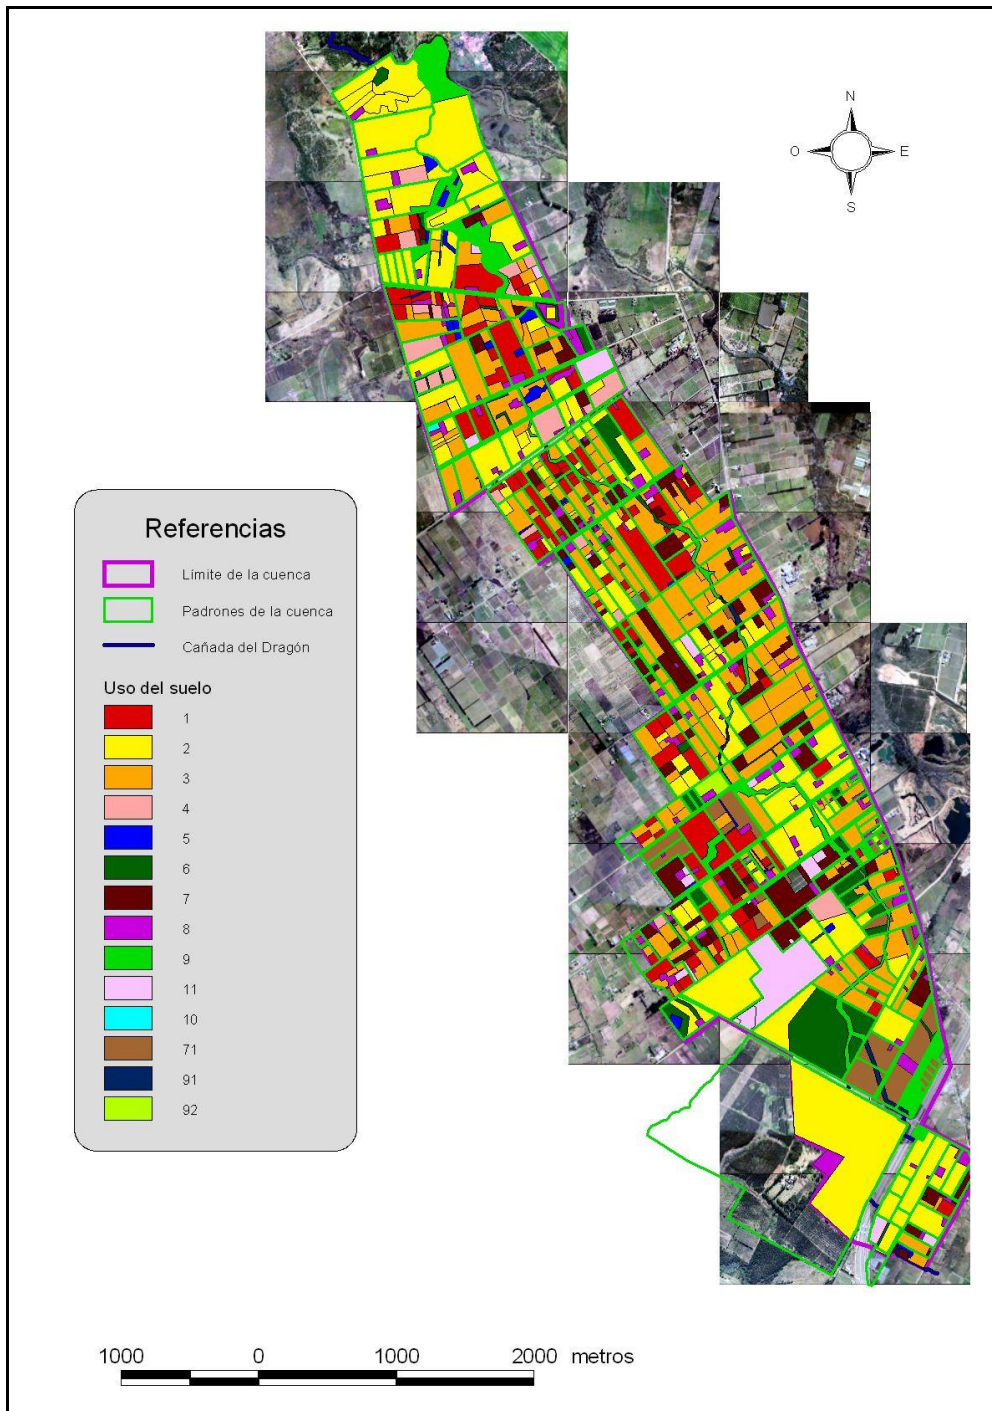 N
O
E
S
Referencias
Límite de la cuenca
Padrones de la cuenca
Cañada del Dragón
Uso del suelo
1
2
3
4
5
6
7
8
9
11
10
71
91
92
1000 0 1000 2000 metros